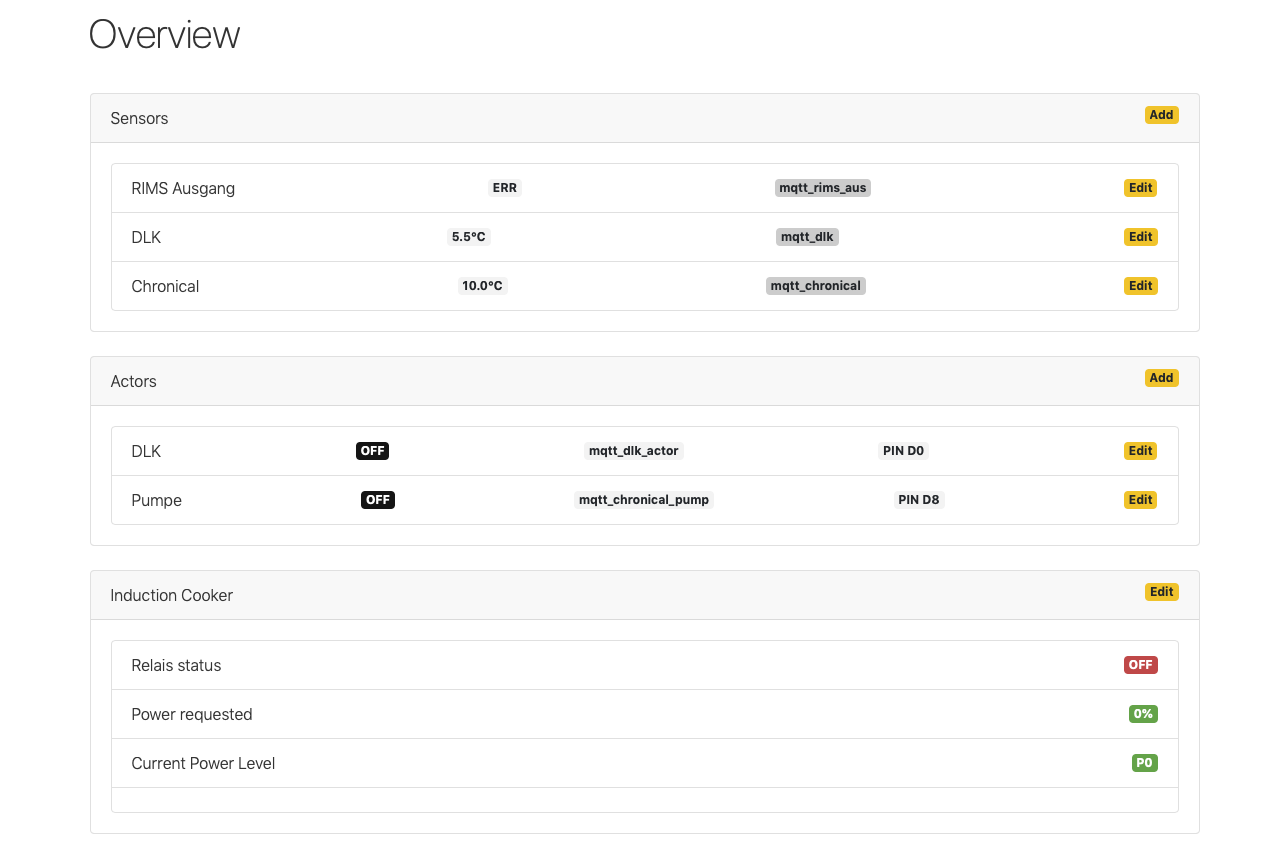 Overview
Sensors Add
RIMS Ausgang ERR mqtt_rims_aus Edit
DLK 5.5°C mqtt_dlk Edit
Chronical 10.0°C mqtt_chronical Edit
Actors Add
DLK OFF mqtt_dlk_actor PIN D0 Edit
Pumpe OFF mqtt_chronical_pump PIN D8 Edit
Induction Cooker Edit
Relais status OFF
Power requested 0%
Current Power Level P0